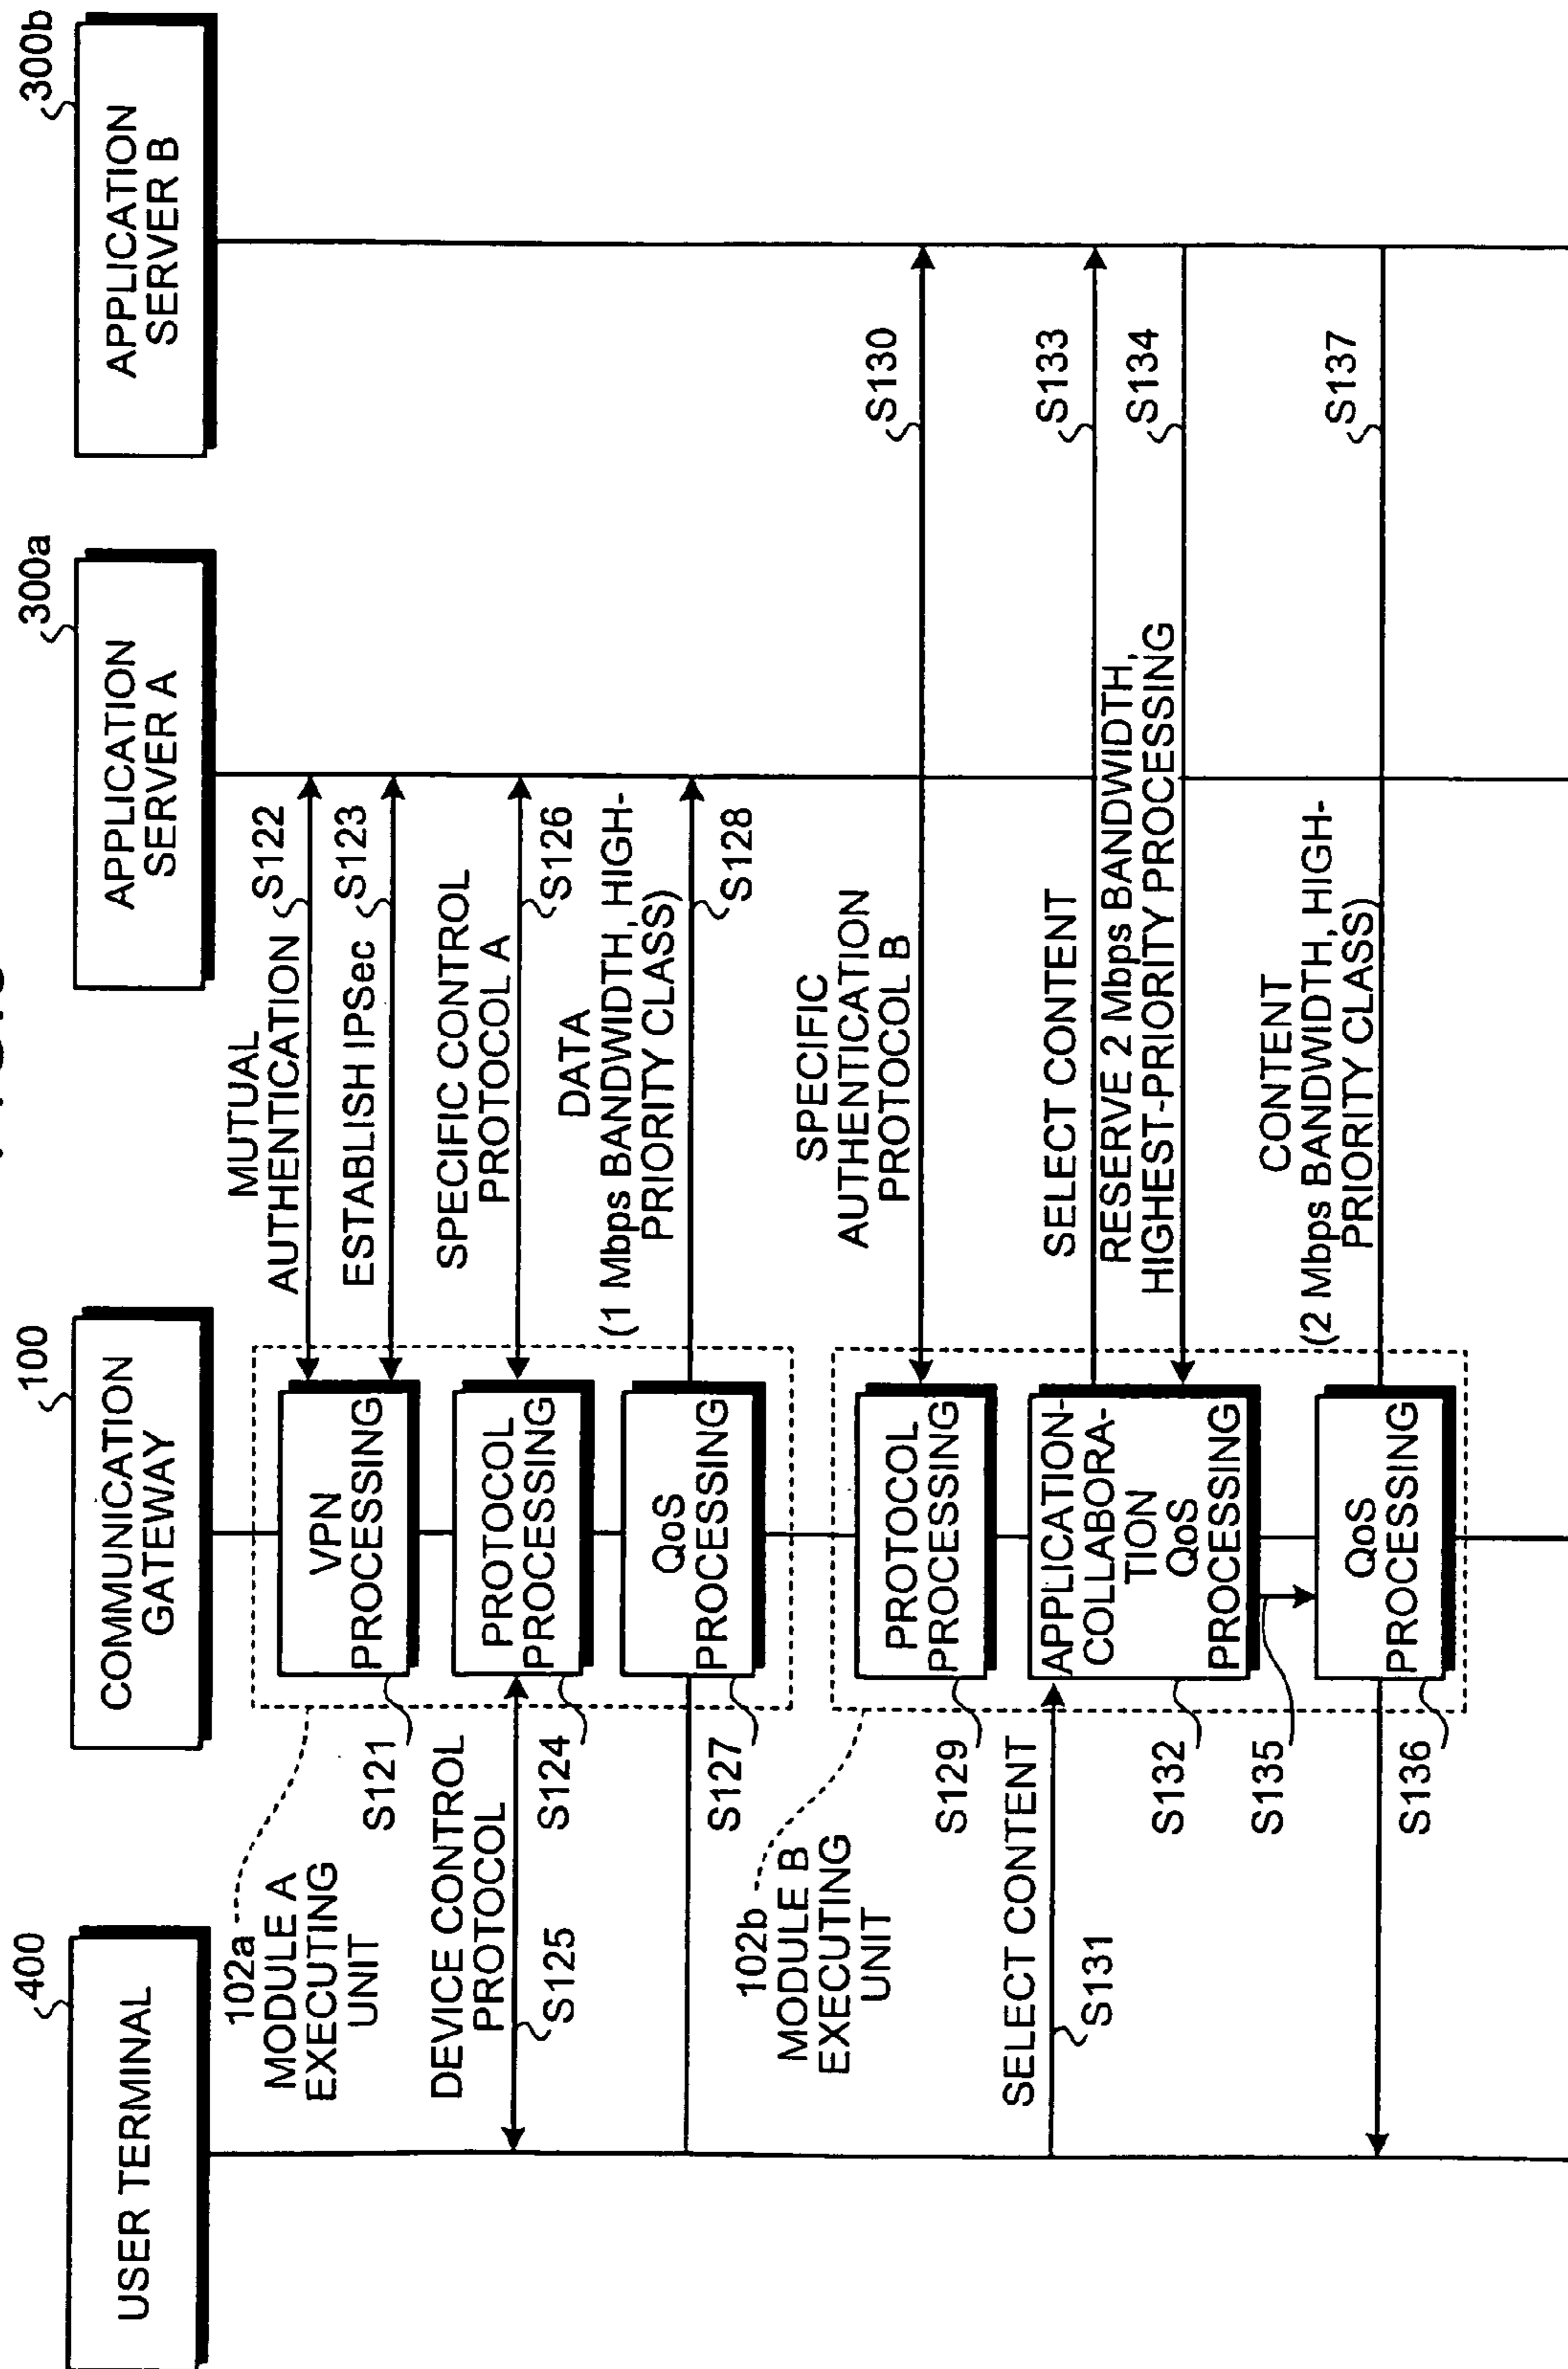 400
USER TERMINAL
100
COMMUNICATION
GATEWAY
300a
APPLICATION
SERVER A
300b
APPLICATION
SERVER B
102a
MODULE A
EXECUTING
UNIT
VPN
PROCESSING
S121
MUTUAL
AUTHENTICATION
S122
ESTABLISH IPSec
S123
DEVICE CONTROL
PROTOCOL
S125
PROTOCOL
PROCESSING
S124
SPECIFIC CONTROL
PROTOCOL A
S126
QoS
PROCESSING
S127
DATA
(1 Mbps BANDWIDTH, HIGH-
PRIORITY CLASS)
S128
102b
MODULE B
EXECUTING
UNIT
PROTOCOL
PROCESSING
S129
SPECIFIC
AUTHENTICATION
PROTOCOL B
S130
SELECT CONTENT
S131
APPLICATION-
COLLABORA-
TION
QoS
PROCESSING
S132
SELECT CONTENT
S133
RESERVE 2 Mbps BANDWIDTH,
HIGHEST-PRIORITY PROCESSING
S134
S135
QoS
PROCESSING
S136
CONTENT
(2 Mbps BANDWIDTH, HIGH-
PRIORITY CLASS)
S137